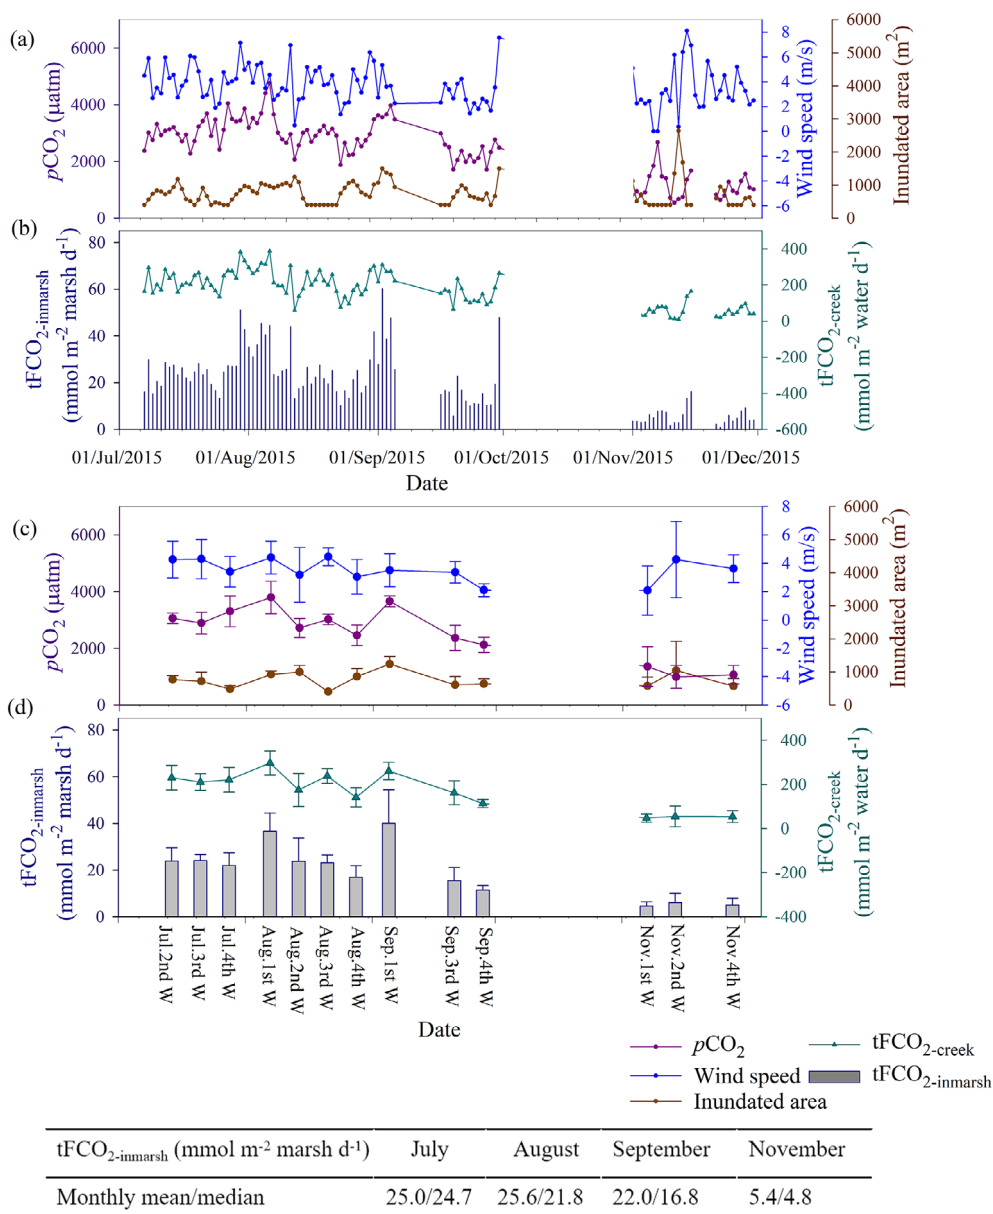 (a)
6000
4000
2000
0
pCO2 (μatm)
8
6
4
2
0
-2
-4
-6
Wind speed (m/s)
6000
5000
4000
3000
2000
1000
0
Inundated area (m2)
(b)
80
60
40
20
0
tFCO2-inmarsh
(mmol m-2 marsh d-1)
400
200
0
-200
-400
-600
tFCO2-creek
(mmol m-2 water d-1)
01/Jul/2015 01/Aug/2015 01/Sep/2015 01/Oct/2015 01/Nov/2015 01/Dec/2015
Date
(c)
6000
4000
2000
0
pCO2 (μatm)
8
6
4
2
0
-2
-4
-6
Wind speed (m/s)
6000
5000
4000
3000
2000
1000
0
Inundated area (m2)
(d)
80
60
40
20
0
tFCO2-inmarsh
(mmol m-2 marsh d-1)
400
200
0
-200
-400
tFCO2-creek
(mmol m-2 water d-1)
Jul.2nd W
Jul.3rd W
Jul.4th W
Aug.1st W
Aug.2nd W
Aug.3rd W
Aug.4th W
Sep.1st W
Sep.3rd W
Sep.4th W
Nov.1st W
Nov.2nd W
Nov.4th W
Date
pCO2 tFCO2-creek
Wind speed tFCO2-inmarsh
Inundated area
tFCO2-inmarsh (mmol m-2 marsh d-1) July August September November
Monthly mean/median 25.0/24.7 25.6/21.8 22.0/16.8 5.4/4.8